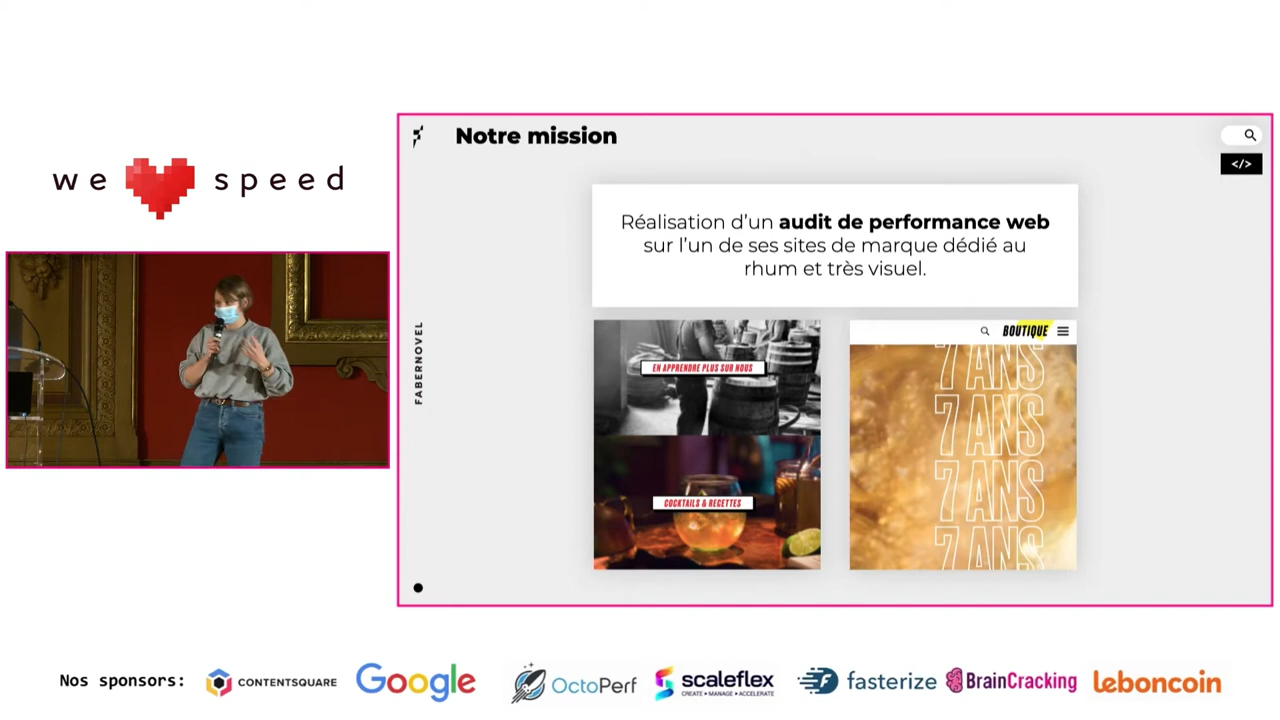 we speed
Notre mission
</>
Réalisation d'un audit de performance web
sur l'un de ses sites de marque dédié au
rhum et très visuel.
FABERNOVEL
EN APPRENDRE PLUS SUR NOUS
COCKTAILS & RECETTES
BOUTIQUE
7 ANS
7 ANS
7 ANS
7 ANS
Nos sponsors:
CONTENTSQUARE
Google
OctoPerf
scaleflex
CREATE • MANAGE • ACCELERATE
fasterize
BrainCracking
leboncoin